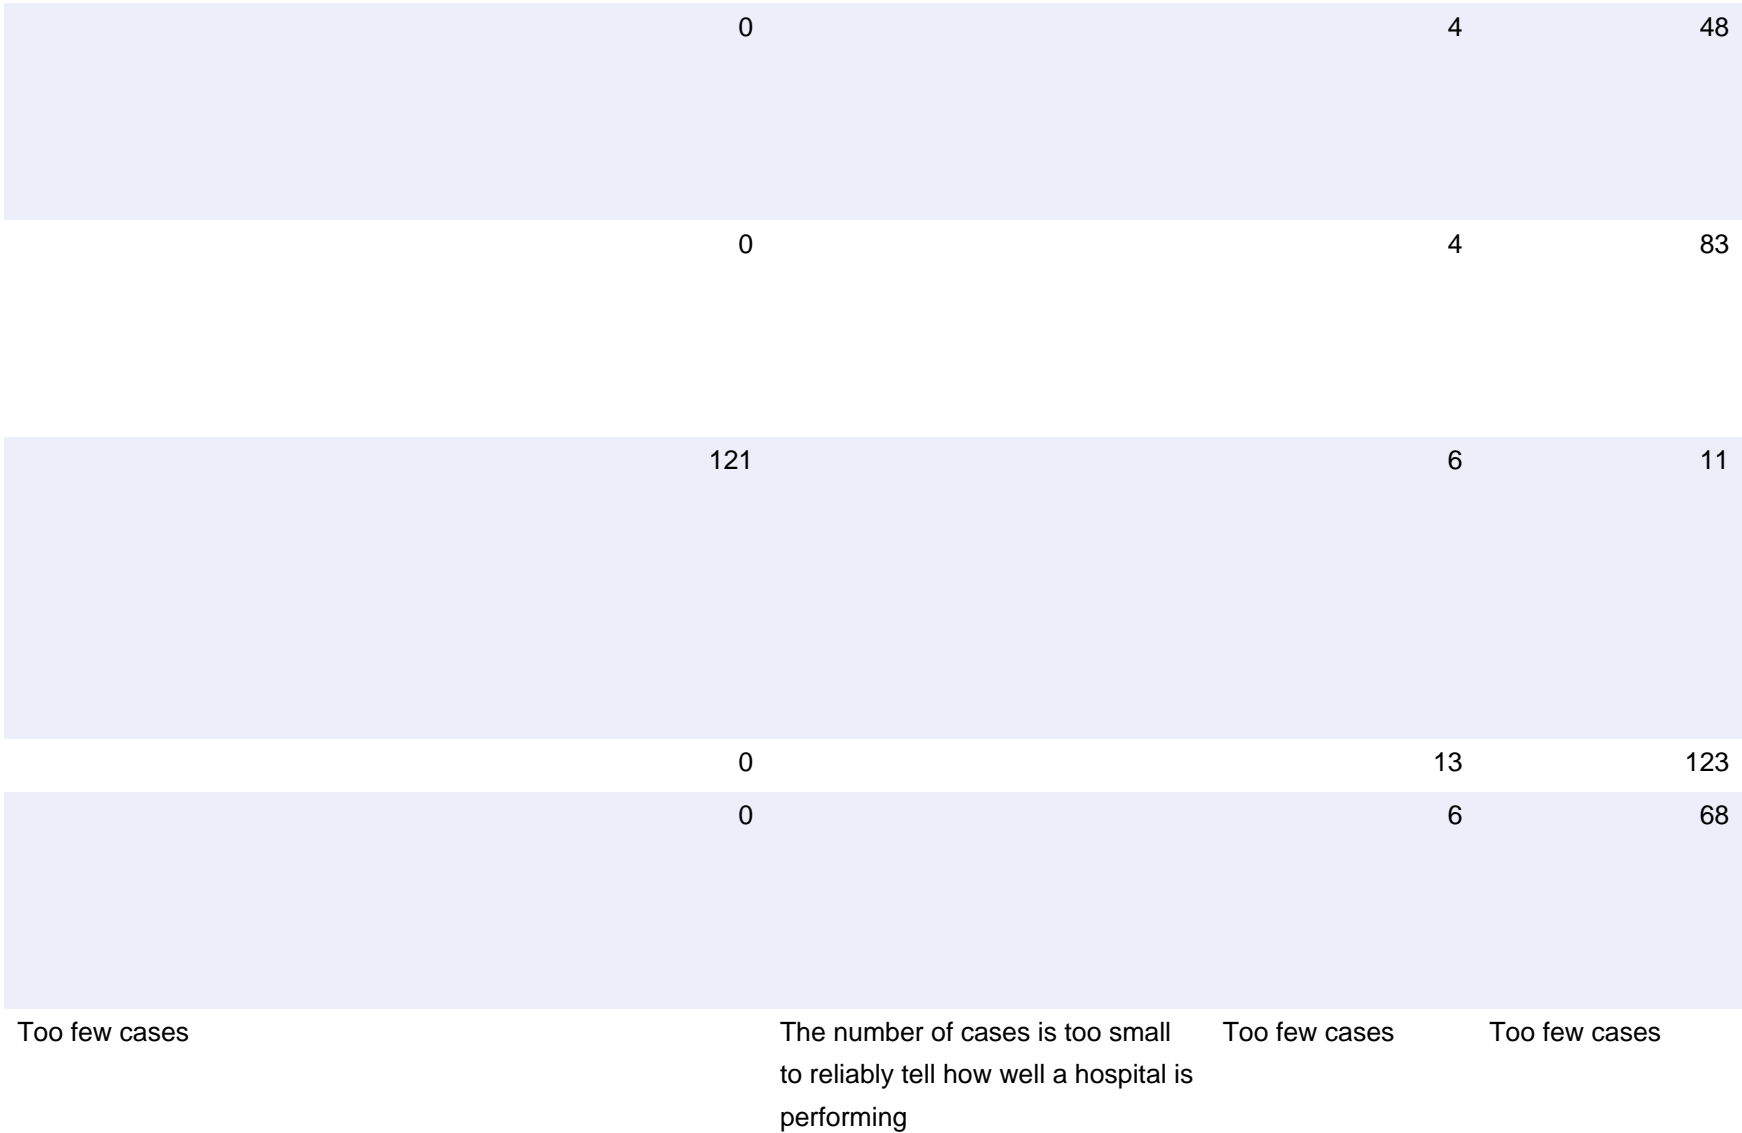 0 4 48
0 4 83
121 6 11
0 13 123
0 6 68
Too few cases The number of cases is too small Too few cases Too few cases
to reliably tell how well a hospital is
performing